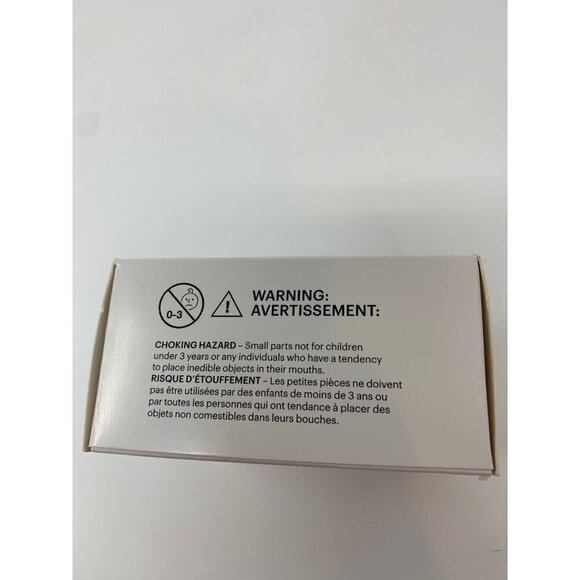 0-3
WARNING:
AVERTISSEMENT:
CHOKING HAZARD – Small parts not for children
under 3 years or any individuals who have a tendency
to place inedible objects in their mouths.
RISQUE D'ÉTOUFFEMENT – Les petites pièces ne doivent
pas être utilisées par des enfants de moins de 3 ans ou
par toutes les personnes qui ont tendance à placer des
objets non comestibles dans leurs bouches.